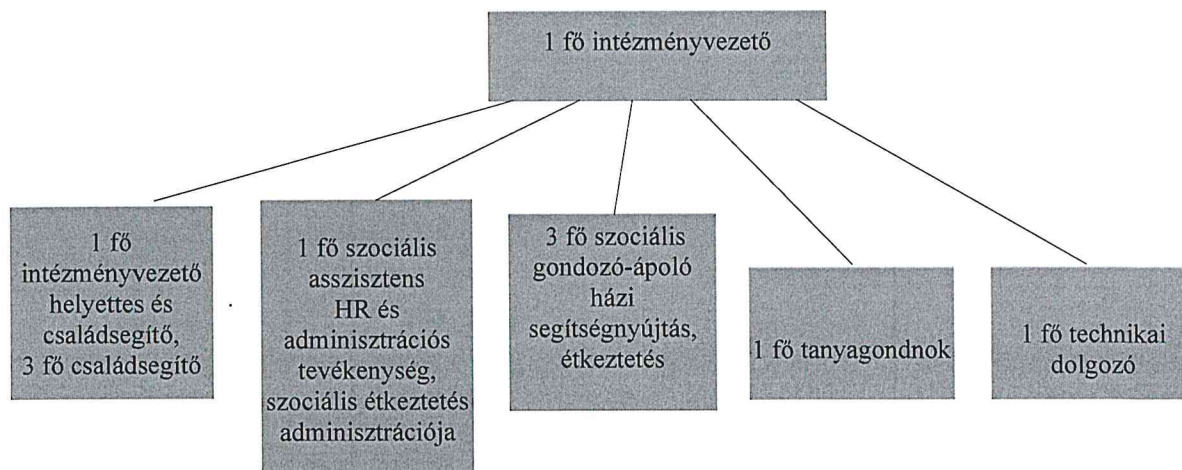 1 fő intézményvezető
1 fő
intézményvezető
helyettes és
családsegítő,
3 fő családsegítő
1 fő szociális
asszisztens
HR és
adminisztrációs
tevékenység,
szociális étkeztetés
adminisztrációja
3 fő szociális
gondozó-ápoló
házi
segítségnyújtás,
étkeztetés
1 fő tanyagondnok
1 fő technikai
dolgozó